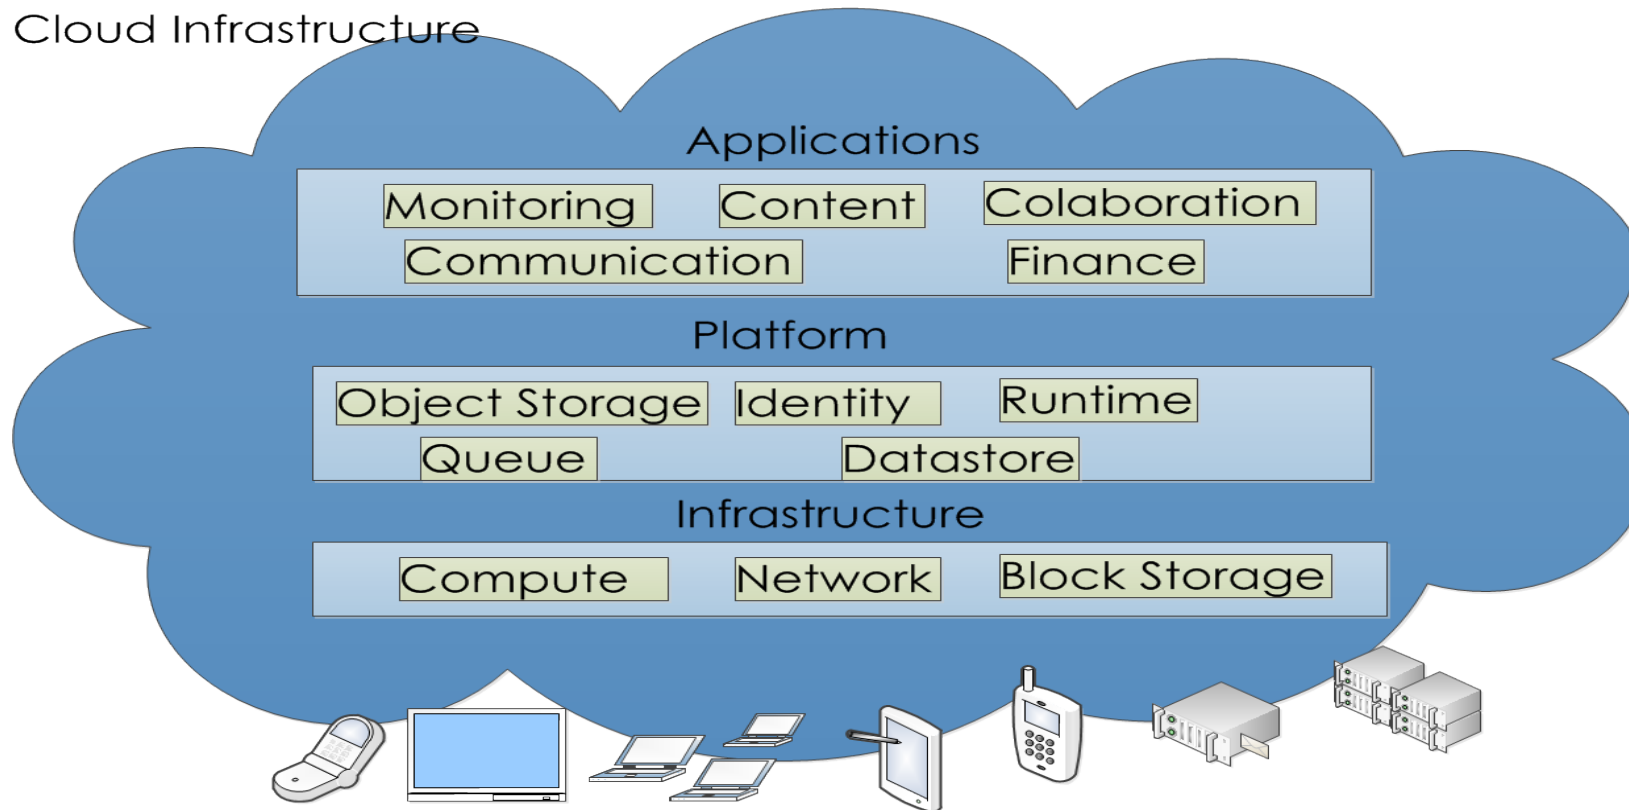 Cloud Infrastructure
Applications
Monitoring Content Colaboration
Communication Finance
Platform
Object Storage Identity Runtime
Queue Datastore
Infrastructure
Compute Network Block Storage